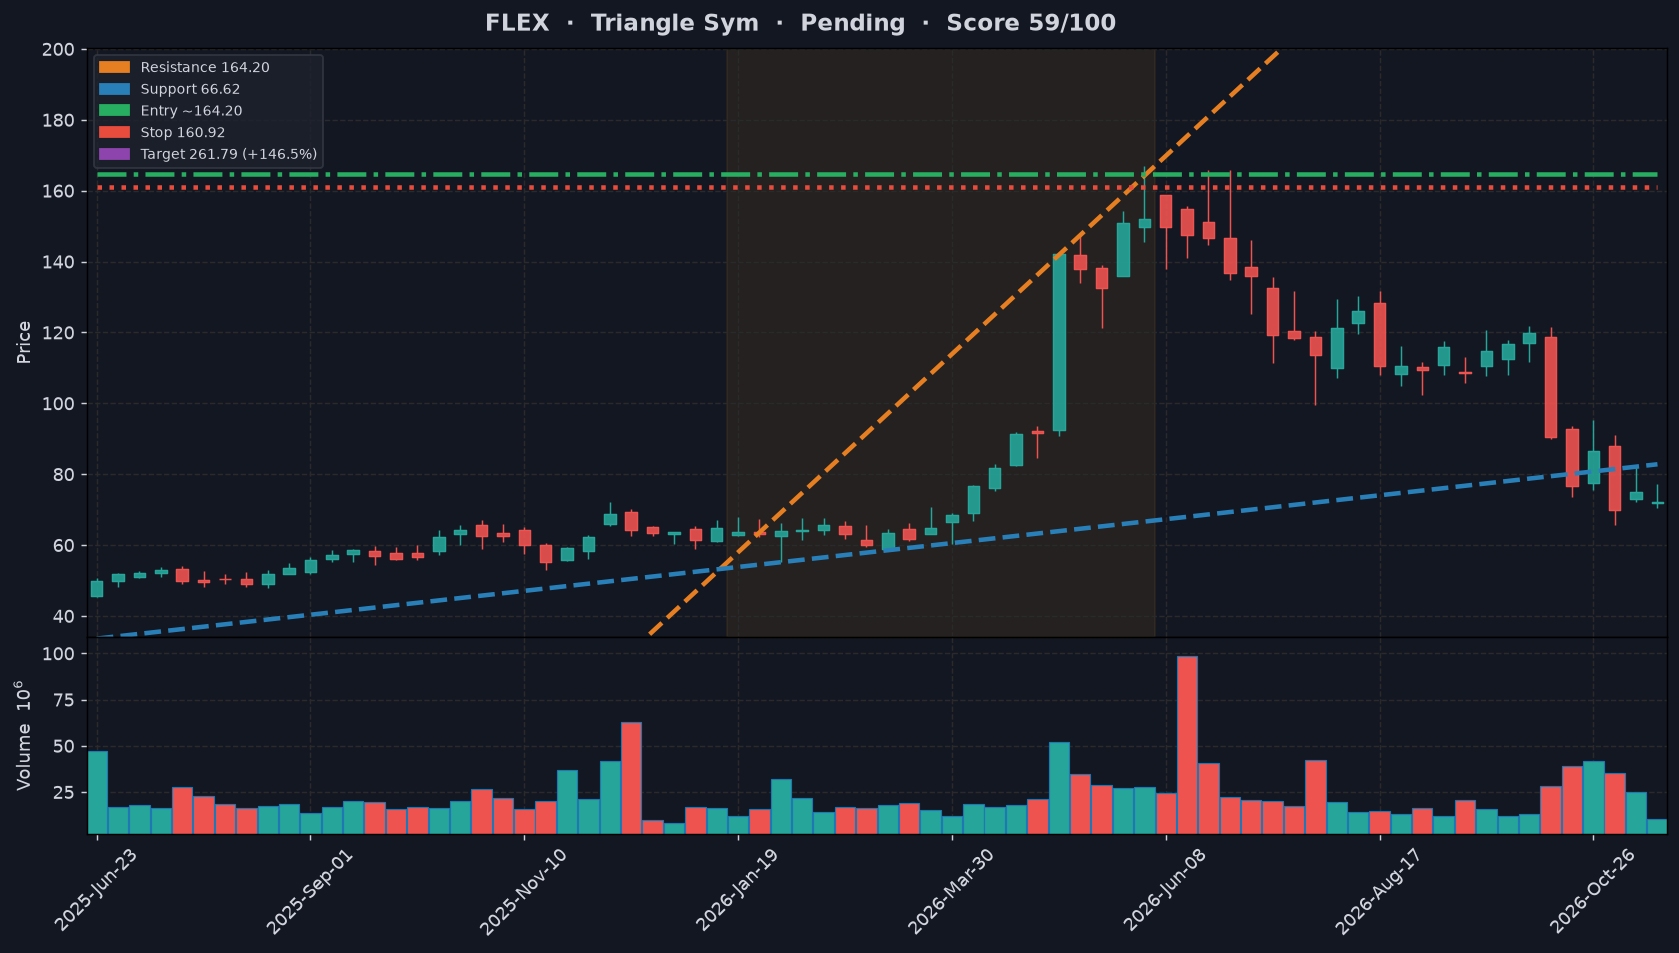 FLEX · Triangle Sym · Pending · Score 59/100
Resistance 164.20
Support 66.62
Entry ~164.20
Stop 160.92
Target 261.79 (+146.5%)
Price
200
180
160
140
120
100
80
60
40
Volume 10⁶
100
75
50
25
2025-Jun-23
2025-Sep-01
2025-Nov-10
2026-Jan-19
2026-Mar-30
2026-Jun-08
2026-Aug-17
2026-Oct-26